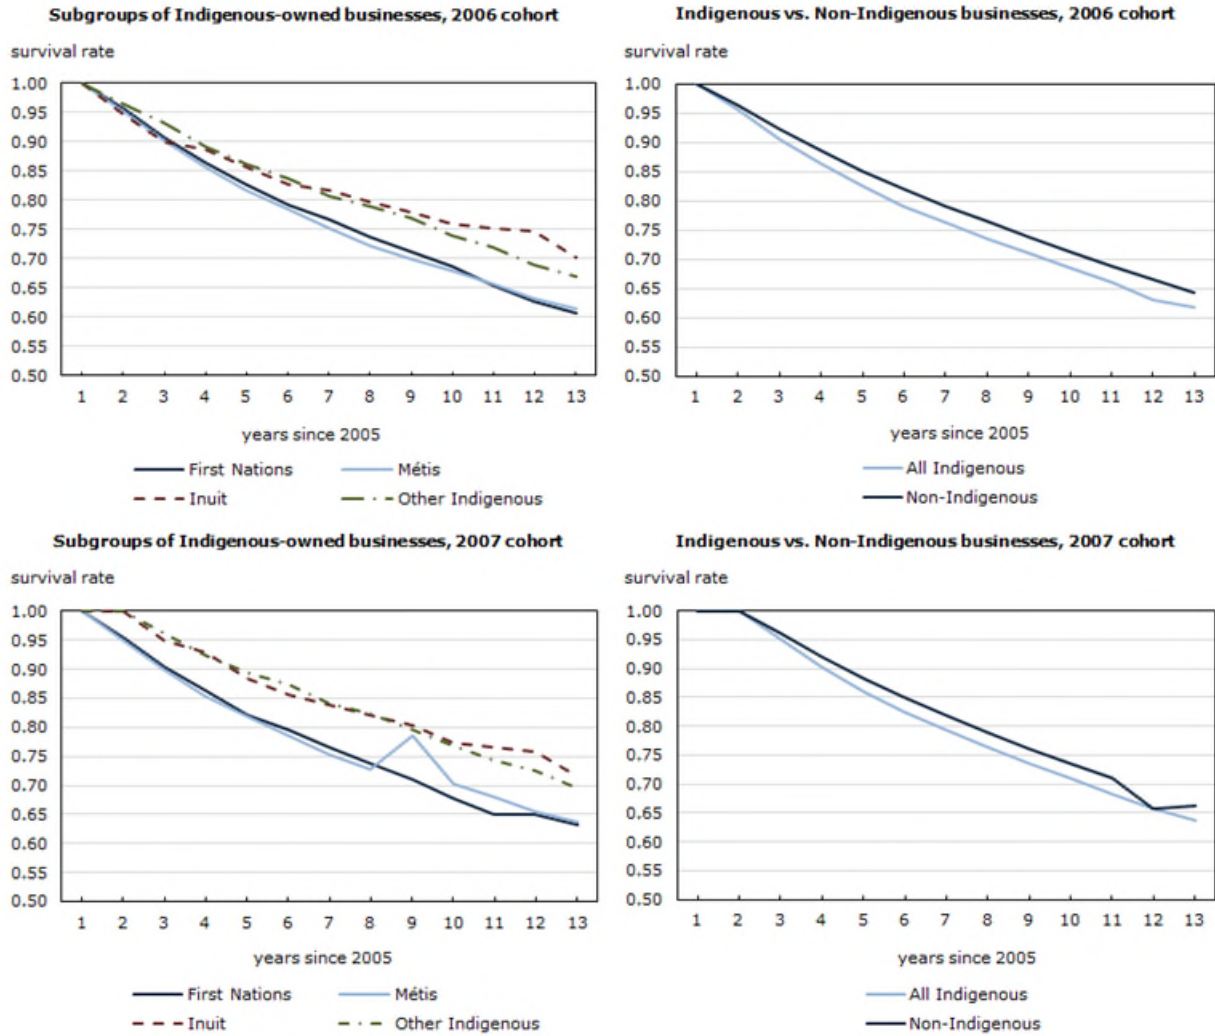 Subgroups of Indigenous-owned businesses, 2006 cohort
survival rate
1.00
0.95
0.90
0.85
0.80
0.75
0.70
0.65
0.60
0.55
0.50
1 2 3 4 5 6 7 8 9 10 11 12 13
years since 2005
First Nations Métis
Inuit Other Indigenous
Indigenous vs. Non-Indigenous businesses, 2006 cohort
survival rate
1.00
0.95
0.90
0.85
0.80
0.75
0.70
0.65
0.60
0.55
0.50
1 2 3 4 5 6 7 8 9 10 11 12 13
years since 2005
All Indigenous
Non-Indigenous
Subgroups of Indigenous-owned businesses, 2007 cohort
survival rate
1.00
0.95
0.90
0.85
0.80
0.75
0.70
0.65
0.60
0.55
0.50
1 2 3 4 5 6 7 8 9 10 11 12 13
years since 2005
First Nations Métis
Inuit Other Indigenous
Indigenous vs. Non-Indigenous businesses, 2007 cohort
survival rate
1.00
0.95
0.90
0.85
0.80
0.75
0.70
0.65
0.60
0.55
0.50
1 2 3 4 5 6 7 8 9 10 11 12 13
years since 2005
All Indigenous
Non-Indigenous